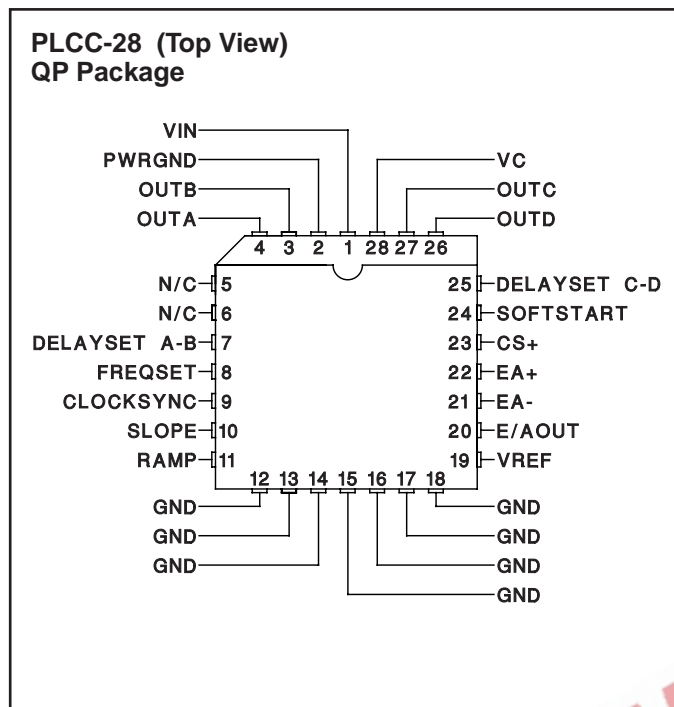 PLCC-28 (Top View)
QP Package
VIN
PWRGND
OUTB
OUTA
VC
OUTC
OUTD
4 3 2 1 28 27 26
N/C 5
N/C 6
DELAYSET A-B 7
FREQSET 8
CLOCKSYNC 9
SLOPE 10
RAMP 11
25 DELAYSET C-D
24 SOFTSTART
23 CS+
22 EA+
21 EA-
20 E/AOUT
19 VREF
12 13 14 15 16 17 18
GND
GND
GND
GND
GND
GND
GND